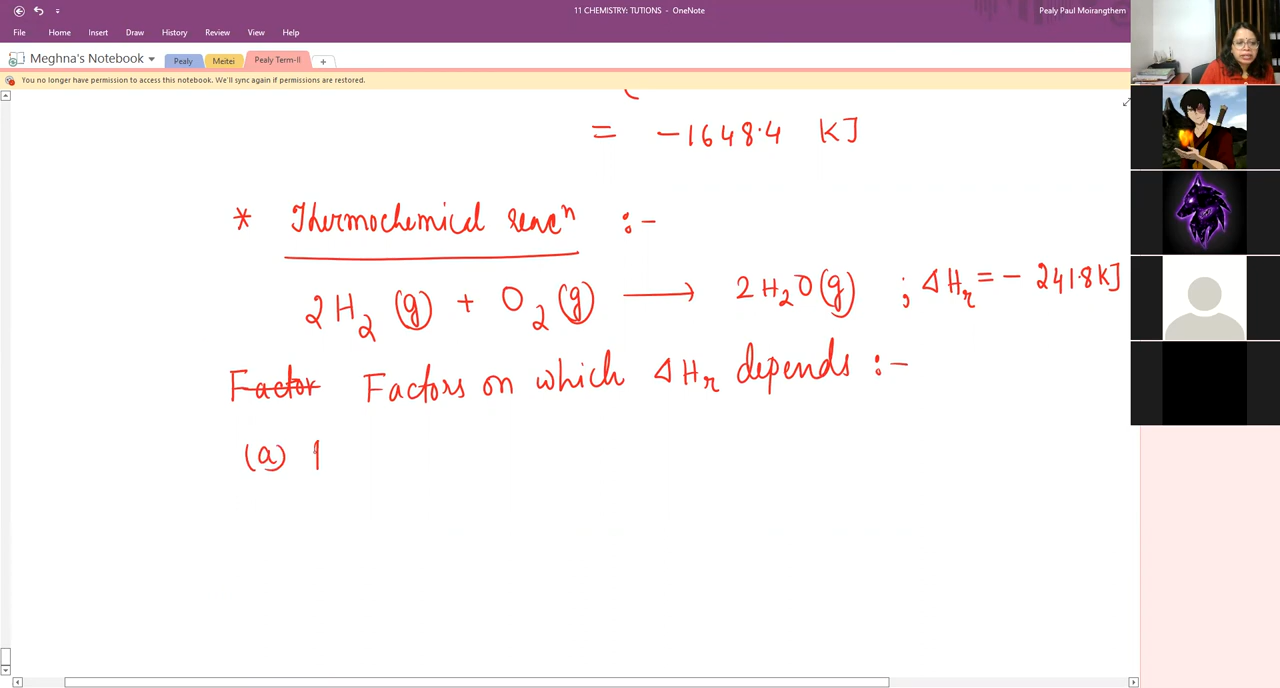 11 CHEMISTRY: TUTIONS - OneNote
Pealy Paul Moirangthem
File Home Insert Draw History Review View Help
Meghna's Notebook Pealy Meitei Pealy Term-II
You no longer have permission to access this notebook. We'll sync again if permissions are restored.
= -1648.4 KJ
* Thermochemical reacⁿ :-
2H₂ (g) + O₂ (g) → 2H₂O(g) ; ΔHᵣ = - 241.8KJ
Factor Factors on which ΔHᵣ depends :-
(a)